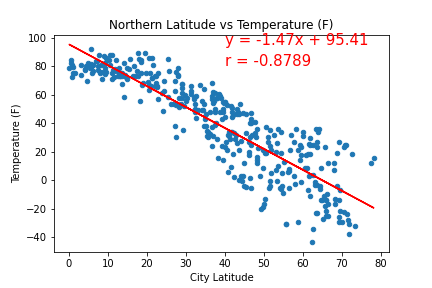 Northern Latitude vs Temperature (F)
y = -1.47x + 95.41
r = -0.8789
Temperature (F)
100
80
60
40
20
0
−20
−40
0 10 20 30 40 50 60 70 80
City Latitude